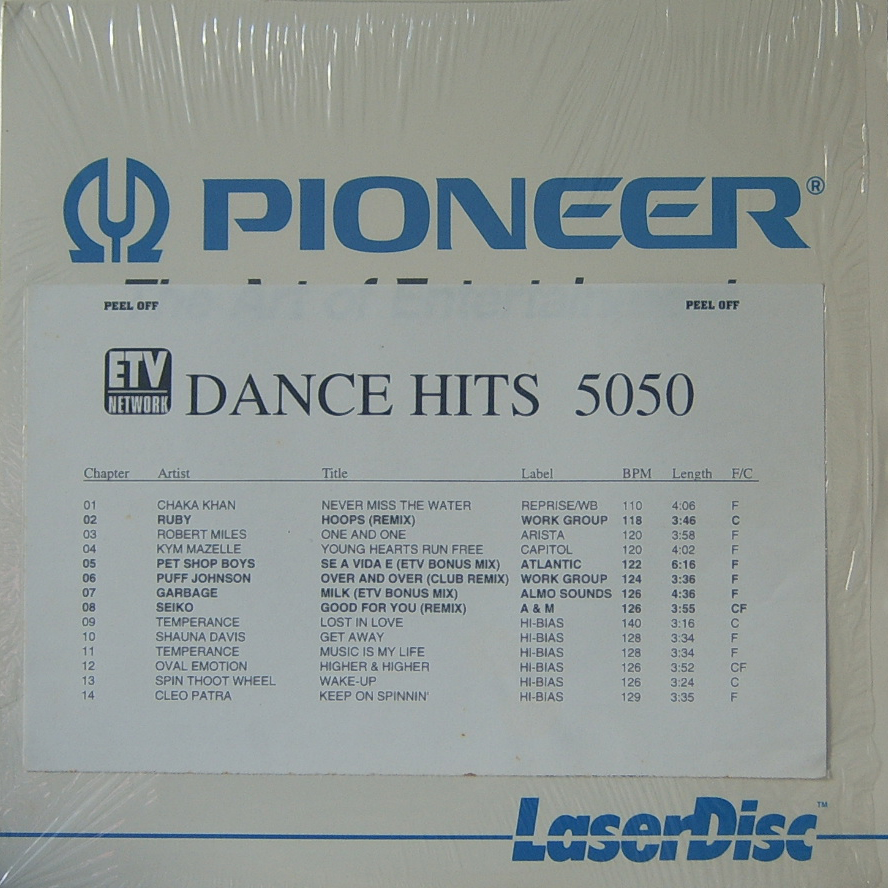 PIONEER®
The Art of Entertainment
PEEL OFF PEEL OFF
ETV NETWORK DANCE HITS 5050
Chapter Artist Title Label BPM Length F/C
01 CHAKA KHAN NEVER MISS THE WATER REPRISE/WB 110 4:06 F
02 RUBY HOOPS (REMIX) WORK GROUP 118 3:46 C
03 ROBERT MILES ONE AND ONE ARISTA 120 3:58 F
04 KYM MAZELLE YOUNG HEARTS RUN FREE CAPITOL 120 4:02 F
05 PET SHOP BOYS SE A VIDA E (ETV BONUS MIX) ATLANTIC 122 6:16 F
06 PUFF JOHNSON OVER AND OVER (CLUB REMIX) WORK GROUP 124 3:36 F
07 GARBAGE MILK (ETV BONUS MIX) ALMO SOUNDS 126 4:36 F
08 SEIKO GOOD FOR YOU (REMIX) A & M 126 3:55 CF
09 TEMPERANCE LOST IN LOVE HI-BIAS 140 3:16 C
10 SHAUNA DAVIS GET AWAY HI-BIAS 128 3:34 F
11 TEMPERANCE MUSIC IS MY LIFE HI-BIAS 128 3:34 F
12 OVAL EMOTION HIGHER & HIGHER HI-BIAS 126 3:52 CF
13 SPIN THOOT WHEEL WAKE-UP HI-BIAS 126 3:24 C
14 CLEO PATRA KEEP ON SPINNIN' HI-BIAS 129 3:35 F
LaserDisc™